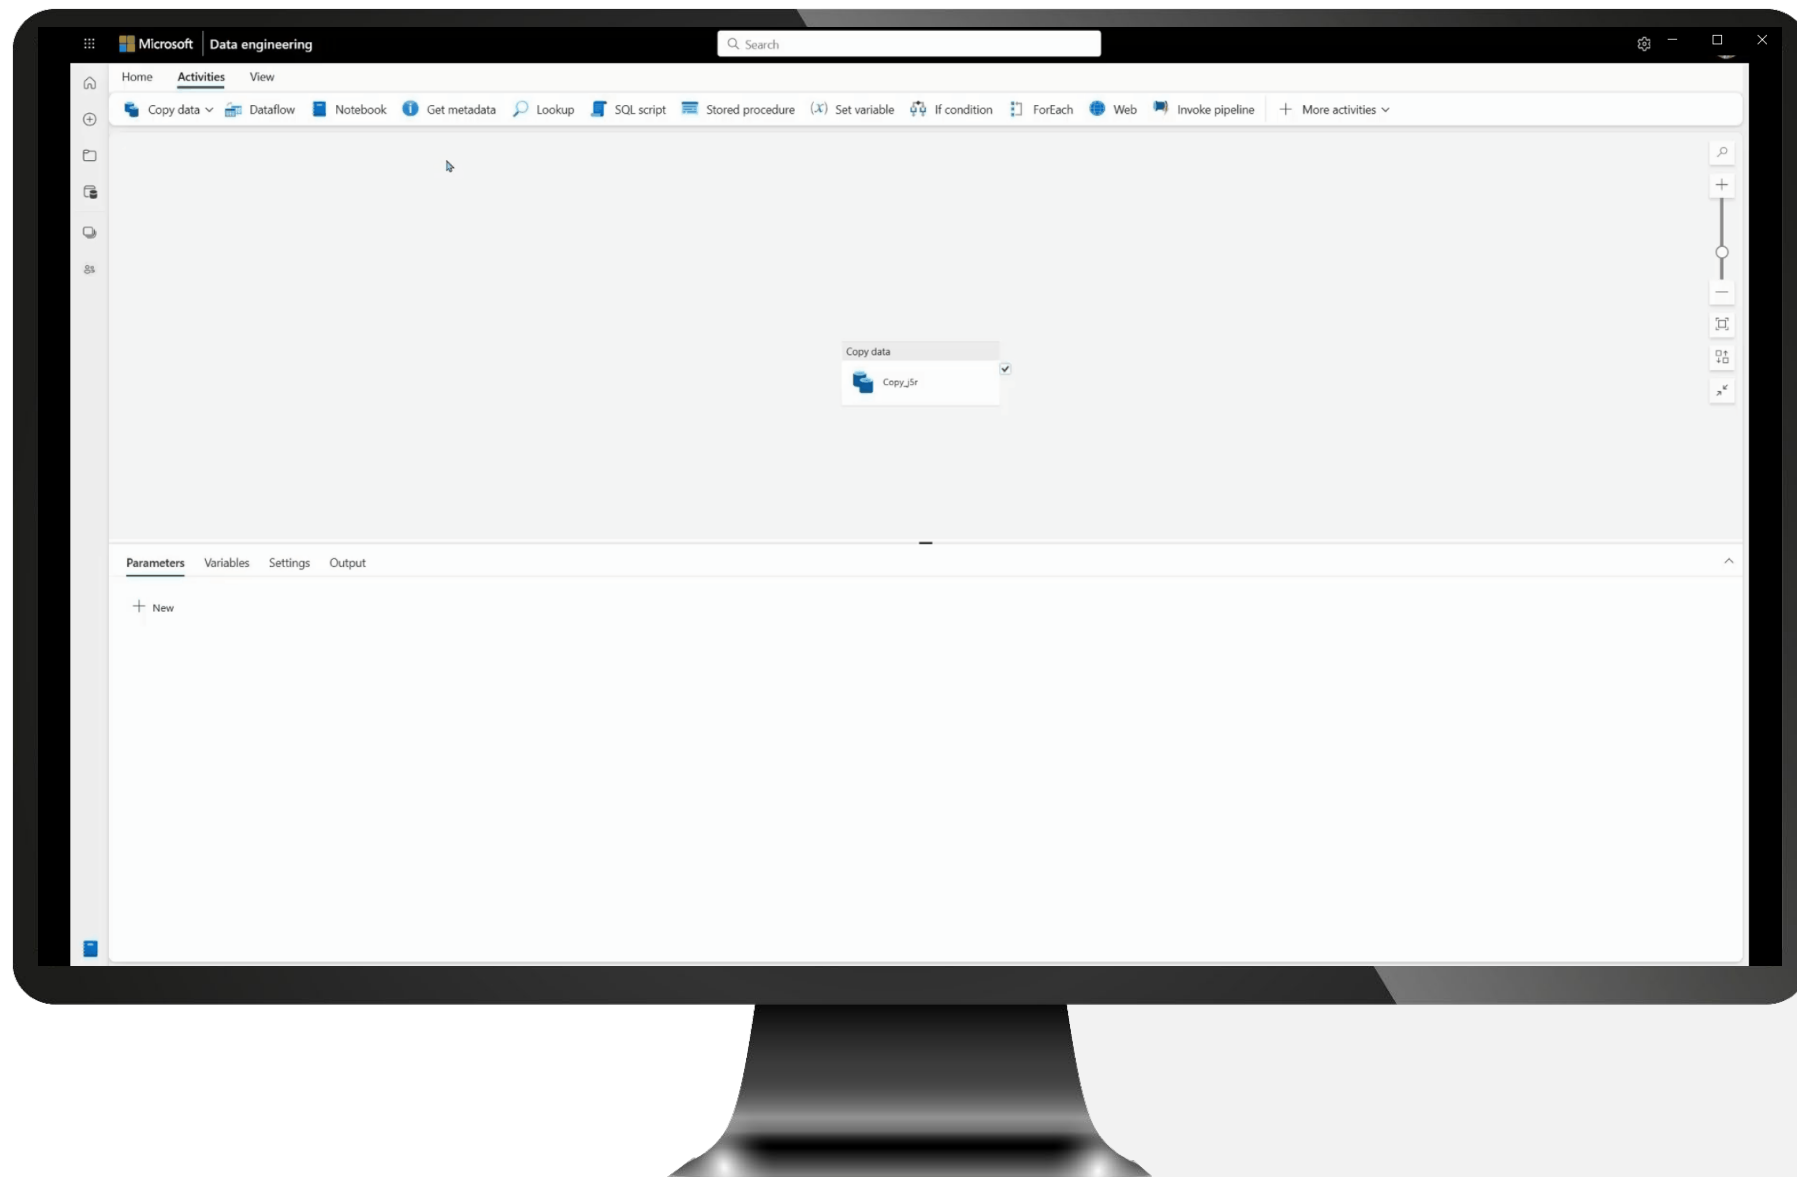 Microsoft Data engineering Search
Home Activities View
Copy data Dataflow Notebook Get metadata Lookup SQL script Stored procedure (x) Set variable If condition ForEach Web Invoke pipeline + More activities
Copy data
Copy_j5r
Parameters Variables Settings Output
+ New